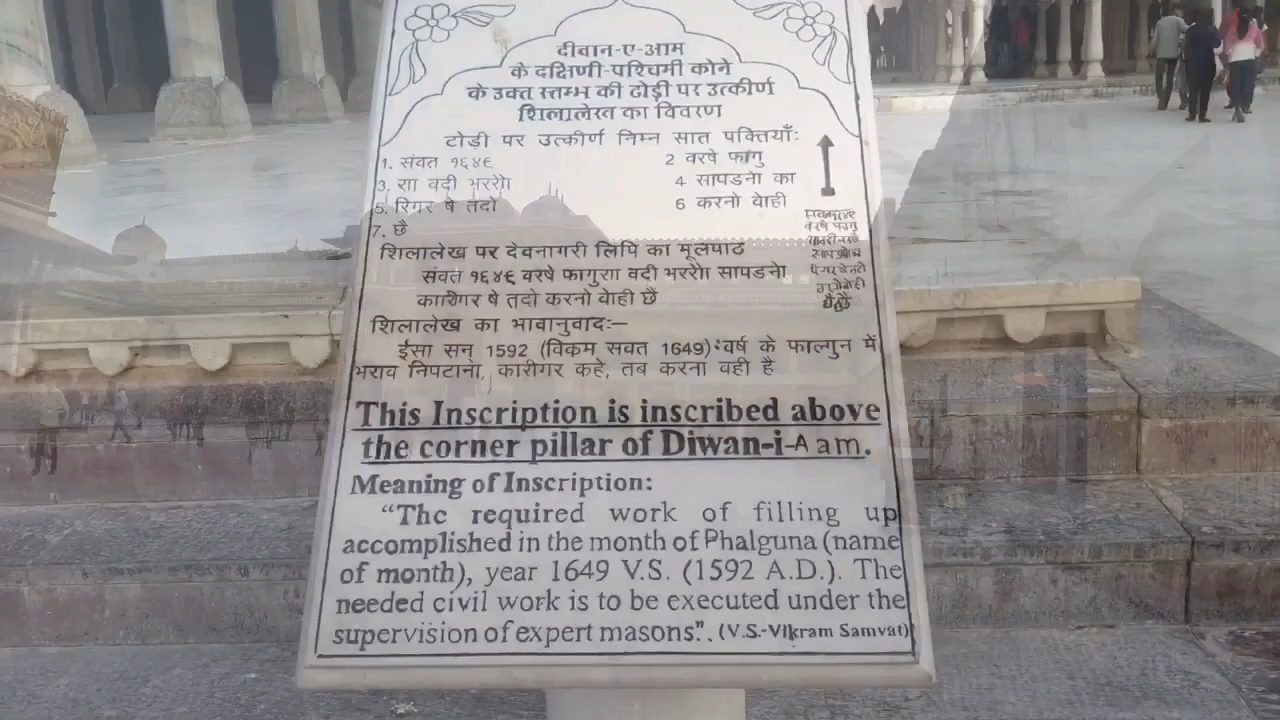 दीवान-ए-आम
के दक्षिणी-पश्चिमी कोने
के उक्त स्तम्भ की टोड़ी पर उत्कीर्ण
शिलालेख का विवरण
टोड़ी पर उत्कीर्ण निम्न सात पक्तियाँ:
1. संवत १६४९ 2 वरषे फागु
3. रा वदी भररो 4 सापडना का
5. रिगर षे तदो 6 करनो वाेही
7. छै
शिलालेख पर देवनागरी लिपि का मूलपाठ
संवत १६४९ वरषे फागुरा वदी भरराे सापडना
कारिगर षे तदो करनो वाेही छै
शिलालेख का भावानुवादः—
ईसा सन् 1592 (विकम सवत 1649) वर्ष के फाल्गुन में
भराव निपटाना, कारीगर कहे, तब करना वही है
This Inscription is inscribed above
the corner pillar of Diwan-i-Aam.
Meaning of Inscription:
“The required work of filling up
accomplished in the month of Phalguna (name
of month), year 1649 V.S. (1592 A.D.). The
needed civil work is to be executed under the
supervision of expert masons”. (V.S.-Vikram Samvat)